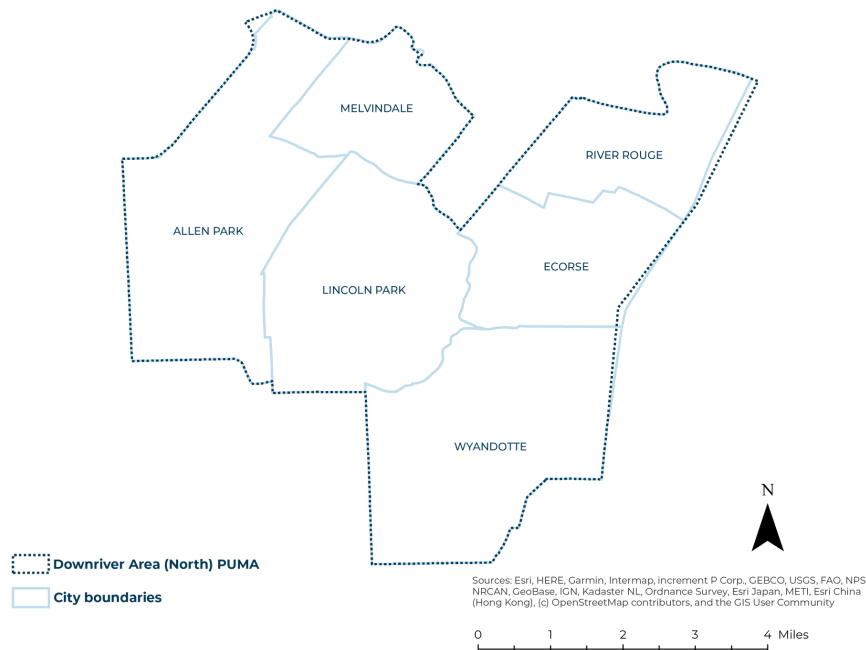 MELVINDALE
RIVER ROUGE
ALLEN PARK
ECORSE
LINCOLN PARK
WYANDOTTE
N
Downriver Area (North) PUMA
City boundaries
Sources: Esri, HERE, Garmin, Intermap, increment P Corp., GEBCO, USGS, FAO, NPS
NRCAN, GeoBase, IGN, Kadaster NL, Ordnance Survey, Esri Japan, METI, Esri China
(Hong Kong), (c) OpenStreetMap contributors, and the GIS User Community
0 1 2 3 4 Miles